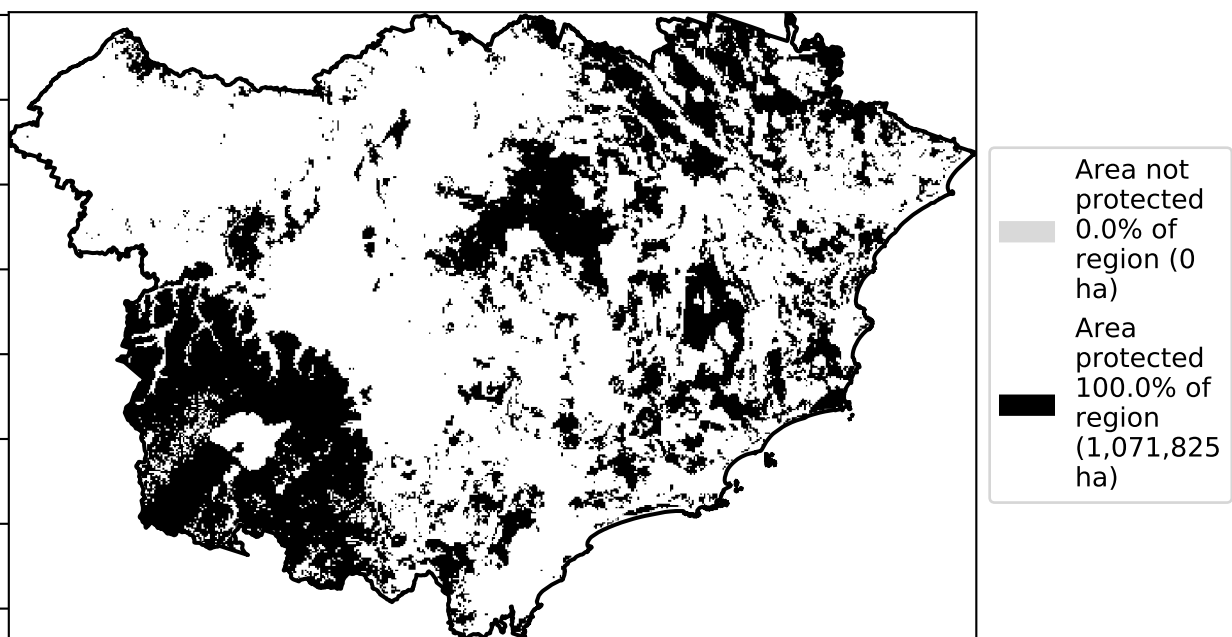 Area not
protected
0.0% of
region (0
ha)
Area
protected
100.0% of
region
(1,071,825
ha)